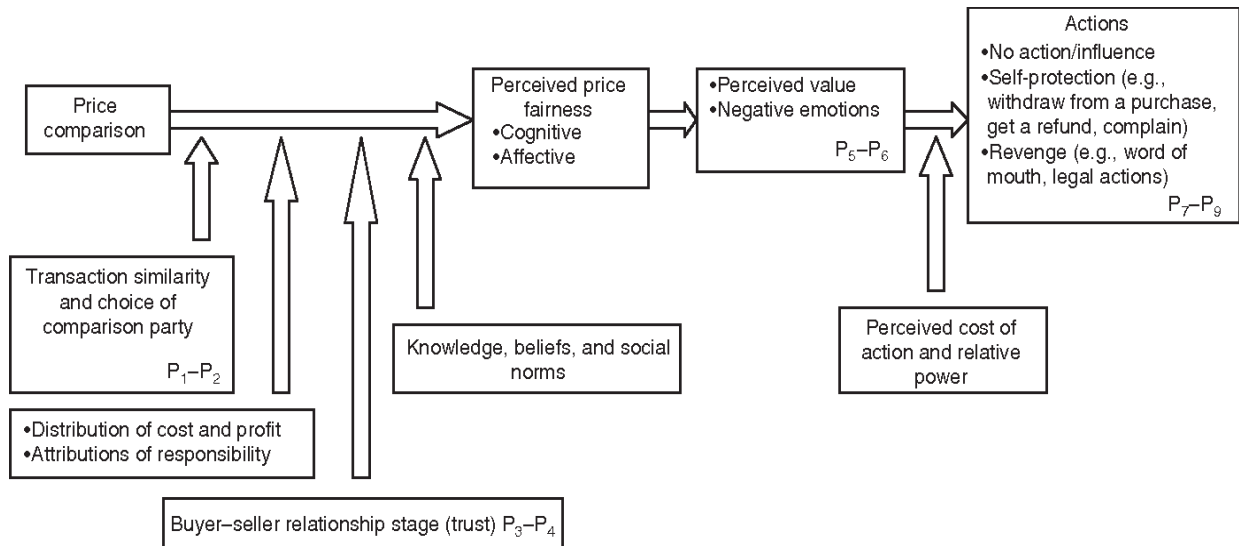 Price
comparison
Perceived price
fairness
•Cognitive
•Affective
•Perceived value
•Negative emotions
P5–P6
Actions
•No action/influence
•Self-protection (e.g.,
withdraw from a purchase,
get a refund, complain)
•Revenge (e.g., word of
mouth, legal actions)
P7–P9
Transaction similarity
and choice of
comparison party
P1–P2
•Distribution of cost and profit
•Attributions of responsibility
Buyer–seller relationship stage (trust) P3–P4
Knowledge, beliefs, and social
norms
Perceived cost of
action and relative
power